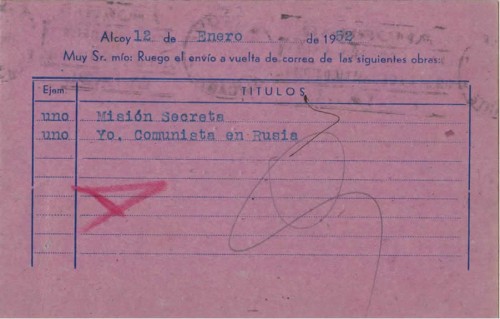 Alcoy 12 de Enero de 1952
Muy Sr. mío: Ruego el envío a vuelta de correo de las siguientes obras:
Ejem. TITULOS
uno Misión Secreta
uno Yo, Comunista en Rusia